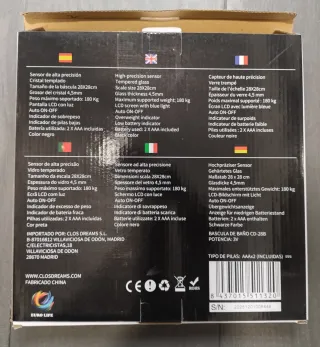 Sensor de alta precisión
Cristal templado
Tamaño de la báscula 28X28cm
Grosor del cristal 4,5mm
Peso máximo soportado: 180 kg
Pantalla LCD con luz
Auto ON-OFF
Indicador de sobrepeso
Indicador de batería baja
Batería utilizada: 2 X AAA incluidas
Color negro
High precision sensor
Tempered glass
Scale size 28X28cm
Glass thickness 4,5mm
Maximum supported weight: 180 kg
LCD screen with blue light
Auto ON-OFF
Overweight indicator
Low battery indicator
Battery used: 2 X AAA included
Black color
Capteur de haute précision
Verre trempé
Taille de l'échelle 28X28cm
Épaisseur du verre 4,5 mm
Poids maximal supporté: 180 kg
Écran LCD avec lumière bleue
Auto ON-OFF
Indicateur de surpoids
Indicateur de batterie faible
Piles utilisées: 2 X AAA incluses
Couleur noire
Sensor de alta precisão
Vidro temperado
Tamanho da escala 28X28cm
Espessura do vidro 4,5 mm
Peso máximo suportado: 180 kg
Ecrã LCD com luz
Auto ON-OFF
Indicador de excesso de peso
Indicador de bateria fraca
Pilhas utilizadas: 2 X AAA incluídas
Cor preta
Sensore ad alta precisione
Vetro temperato
Dimensione scala 28X28cm
Spessore del vetro 4,5 mm
Peso massimo supportato: 180 kg
Schermo LCD con luce
Auto ON-OFF
Indicatore di sovrappeso
Indicatore di batteria scarica
Batteria utilizzata: 2 X AAA incluse
Colore nero
Hochpräziser Sensor
Gehärtetes Glas
Maßstab 28 x 28 cm
Glasdicke 4,5mm
Maximales unterstütztes Gewicht: 180 kg
LCD-Bildschirm mit Licht
Auto ON-OFF
Übergewichtsanzeige
Anzeige für niedrigen Batteriestand
Batterien: 2 x AAA enthalten
Schwarze Farbe
IMPORTADO POR: CLOS DREAMS S.L.
B-87016812 VILLAVICIOSA DE ODON, MADRID
C/ELECTRICISTAS,18
VILLAVICIOSA DE ODON
28670 MADRID
WWW.CLOSDREAMS.COM
FABRICADO CHINA
BASCULA DE BAÑO CD-288
POTENCIA: 3V
TIPO DE PILAS: AAAx2 (INCLUIDAS)
CE
S/N